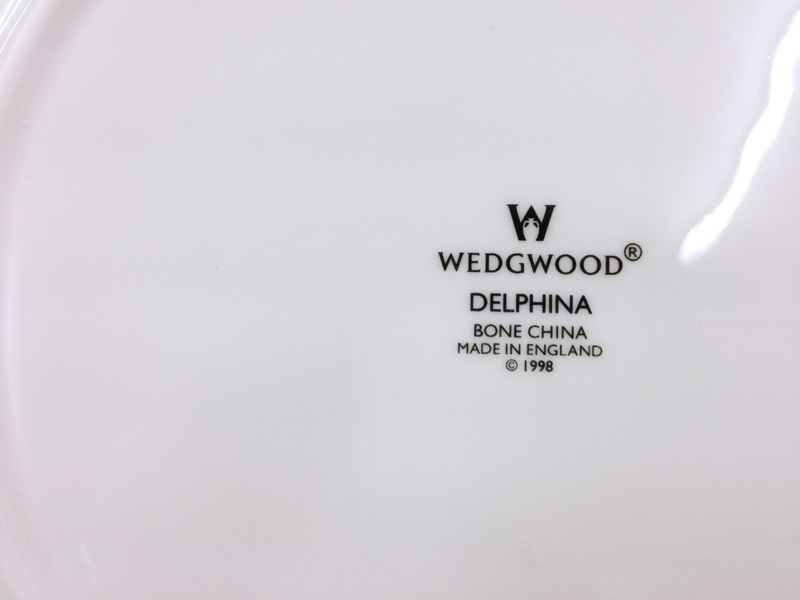 W
WEDGWOOD®
DELPHINA
BONE CHINA
MADE IN ENGLAND
© 1998